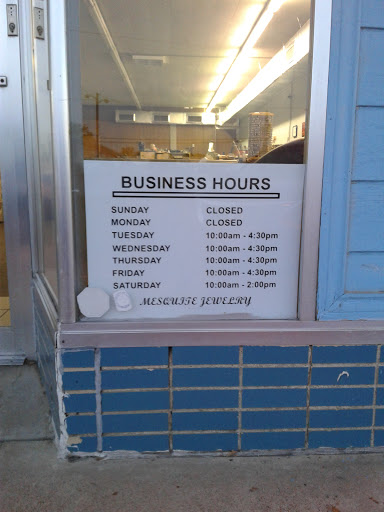 BUSINESS HOURS
SUNDAY CLOSED
MONDAY CLOSED
TUESDAY 10:00am - 4:30pm
WEDNESDAY 10:00am - 4:30pm
THURSDAY 10:00am - 4:30pm
FRIDAY 10:00am - 4:30pm
SATURDAY 10:00am - 2:00pm
MESQUITE JEWELRY